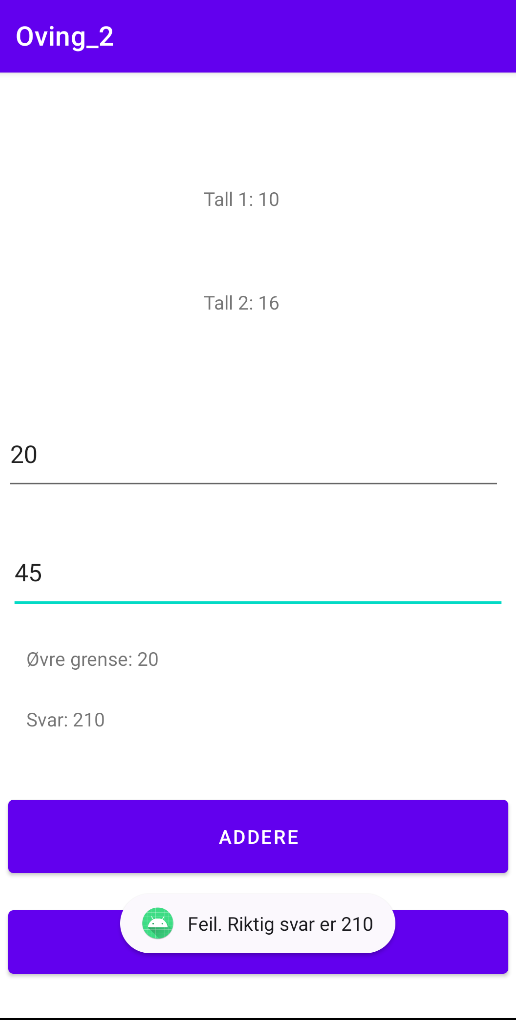 Oving_2
Tall 1: 10
Tall 2: 16
20
45
Øvre grense: 20
Svar: 210
ADDERE
Feil. Riktig svar er 210